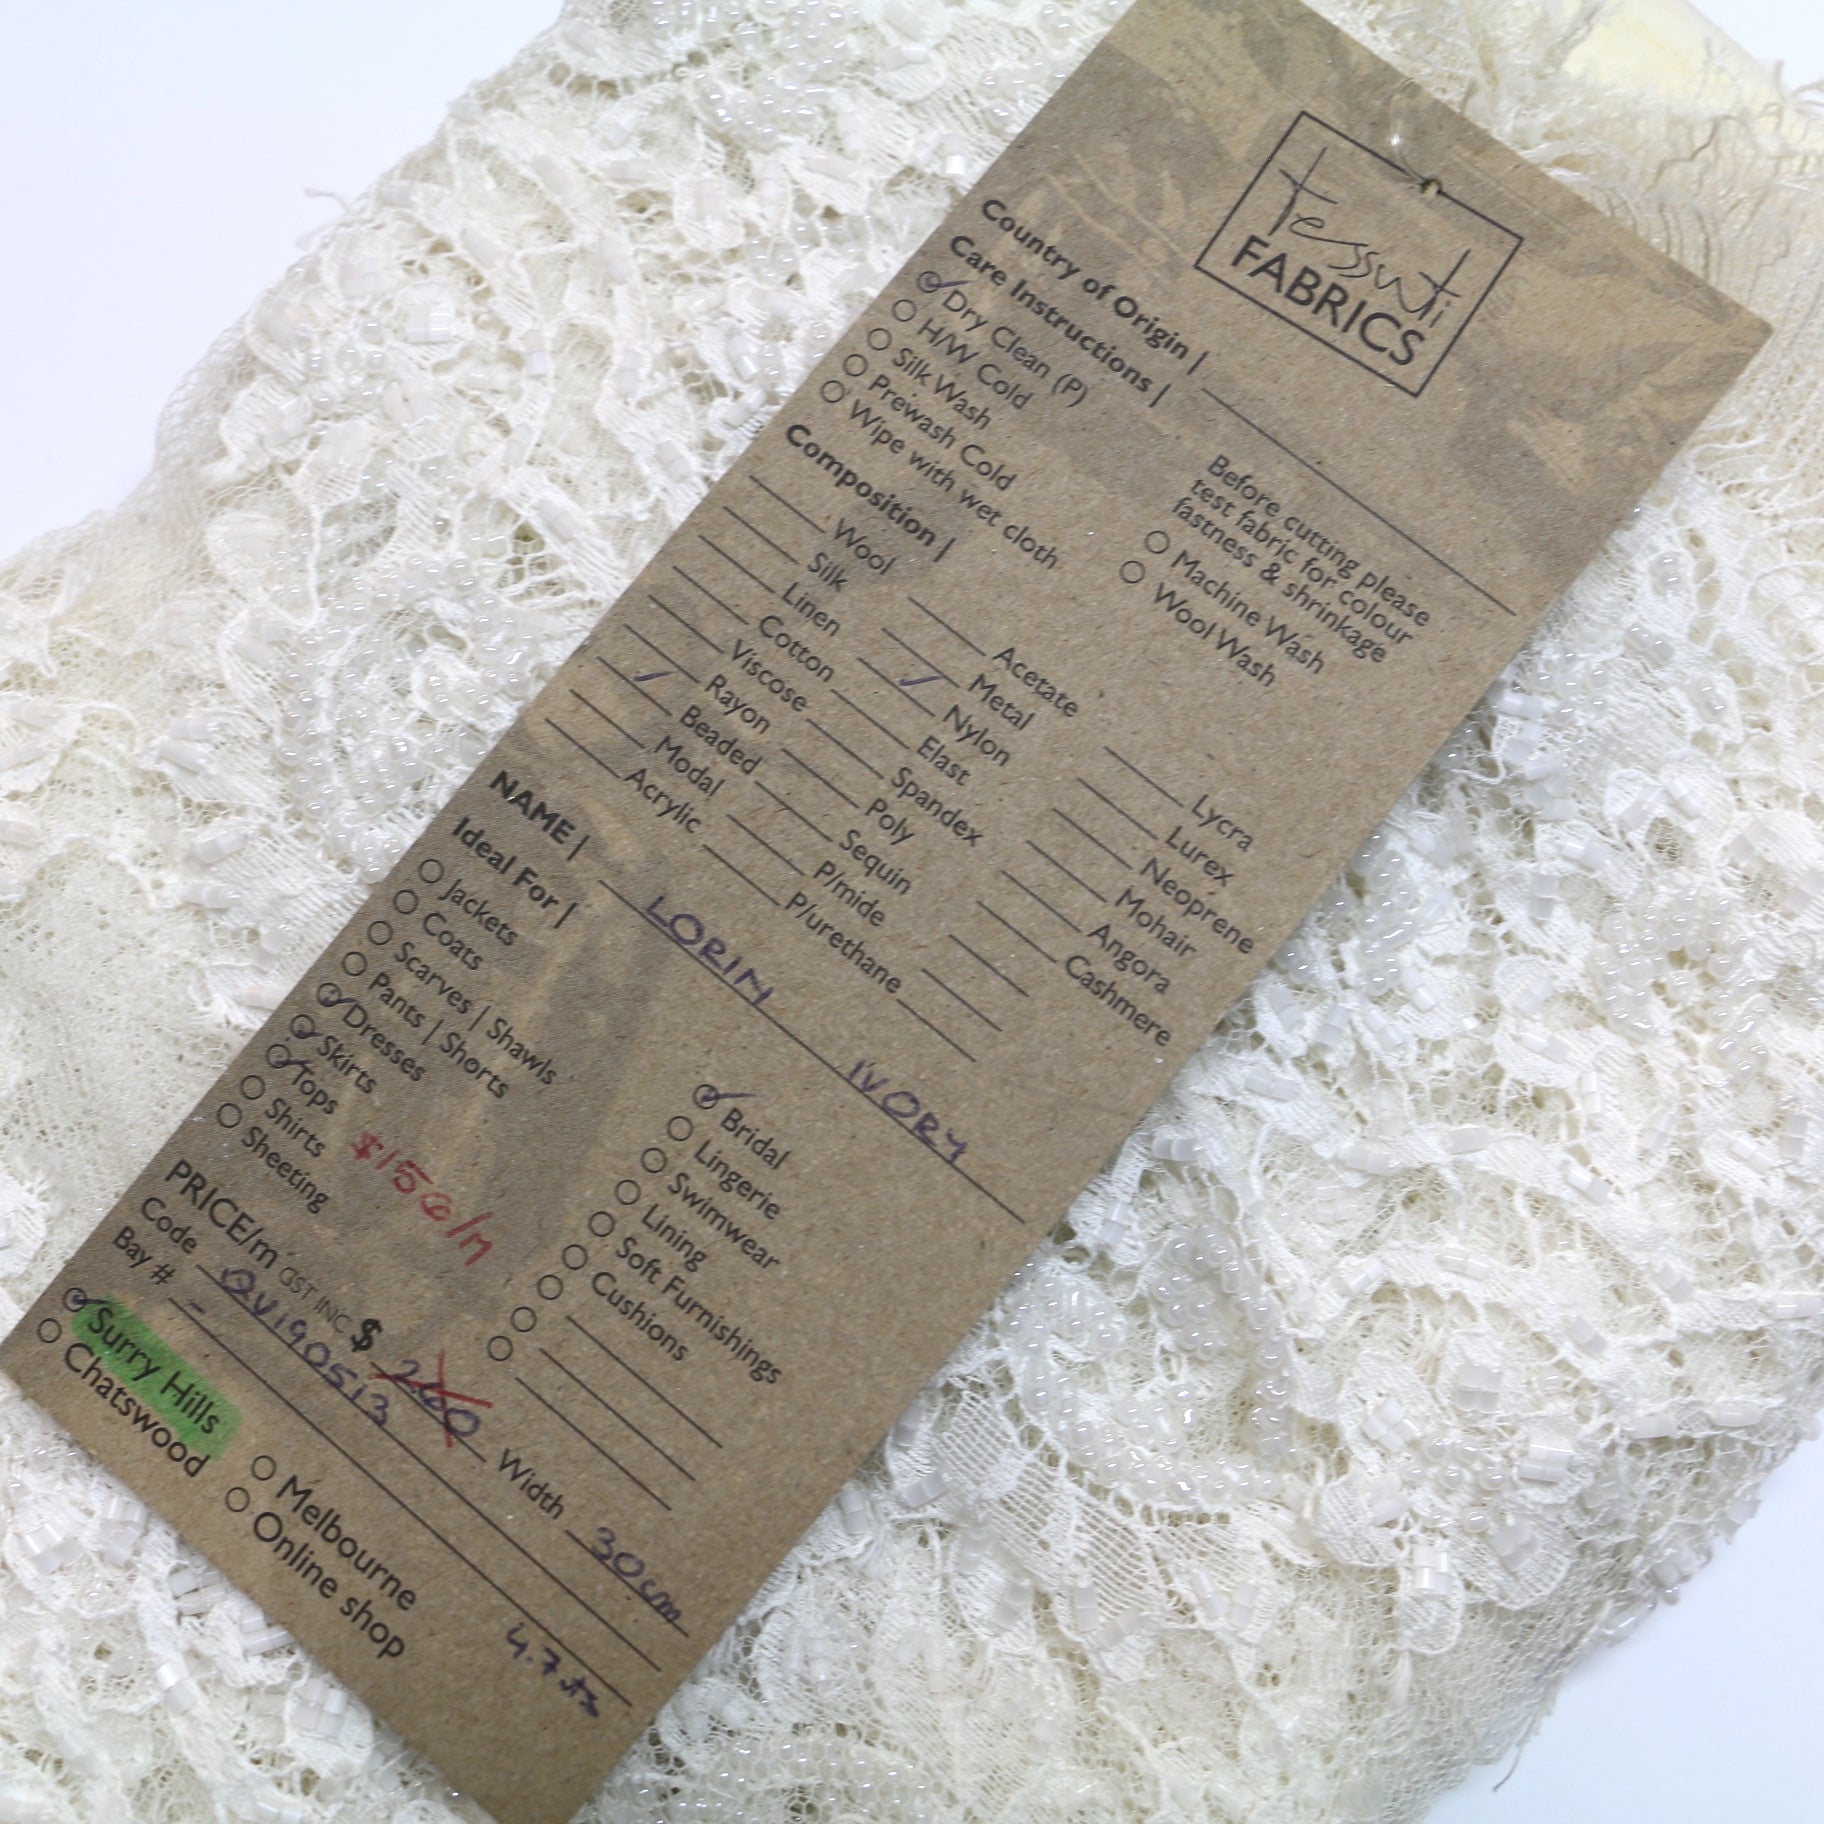 Tessuti
FABRICS
Country of Origin |
Care Instructions |
Dry Clean (P)
H/W Cold
Silk Wash
Prewash Cold
Wipe with wet cloth
Before cutting please
test fabric for colour
fastness & shrinkage
Machine Wash
Wool Wash
Composition |
Wool
Silk
Linen
Cotton
Viscose
Rayon
Beaded
Modal
Acrylic
Acetate
Metal
Nylon
Elast
Spandex
Poly
Sequin
P/mide
P/urethane
Lycra
Lurex
Neoprene
Mohair
Angora
Cashmere
NAME | LORIN IVORY
Ideal For |
Jackets
Coats
Scarves | Shawls
Pants | Shorts
Dresses
Skirts
Tops
Shirts
Sheeting
Bridal
Lingerie
Swimwear
Lining
Soft Furnishings
Cushions
$156/m
PRICE/m GST INC $ 260 Width 30cm
Code QV190513
Bay # -
Surry Hills
Chatswood
Melbourne
Online shop